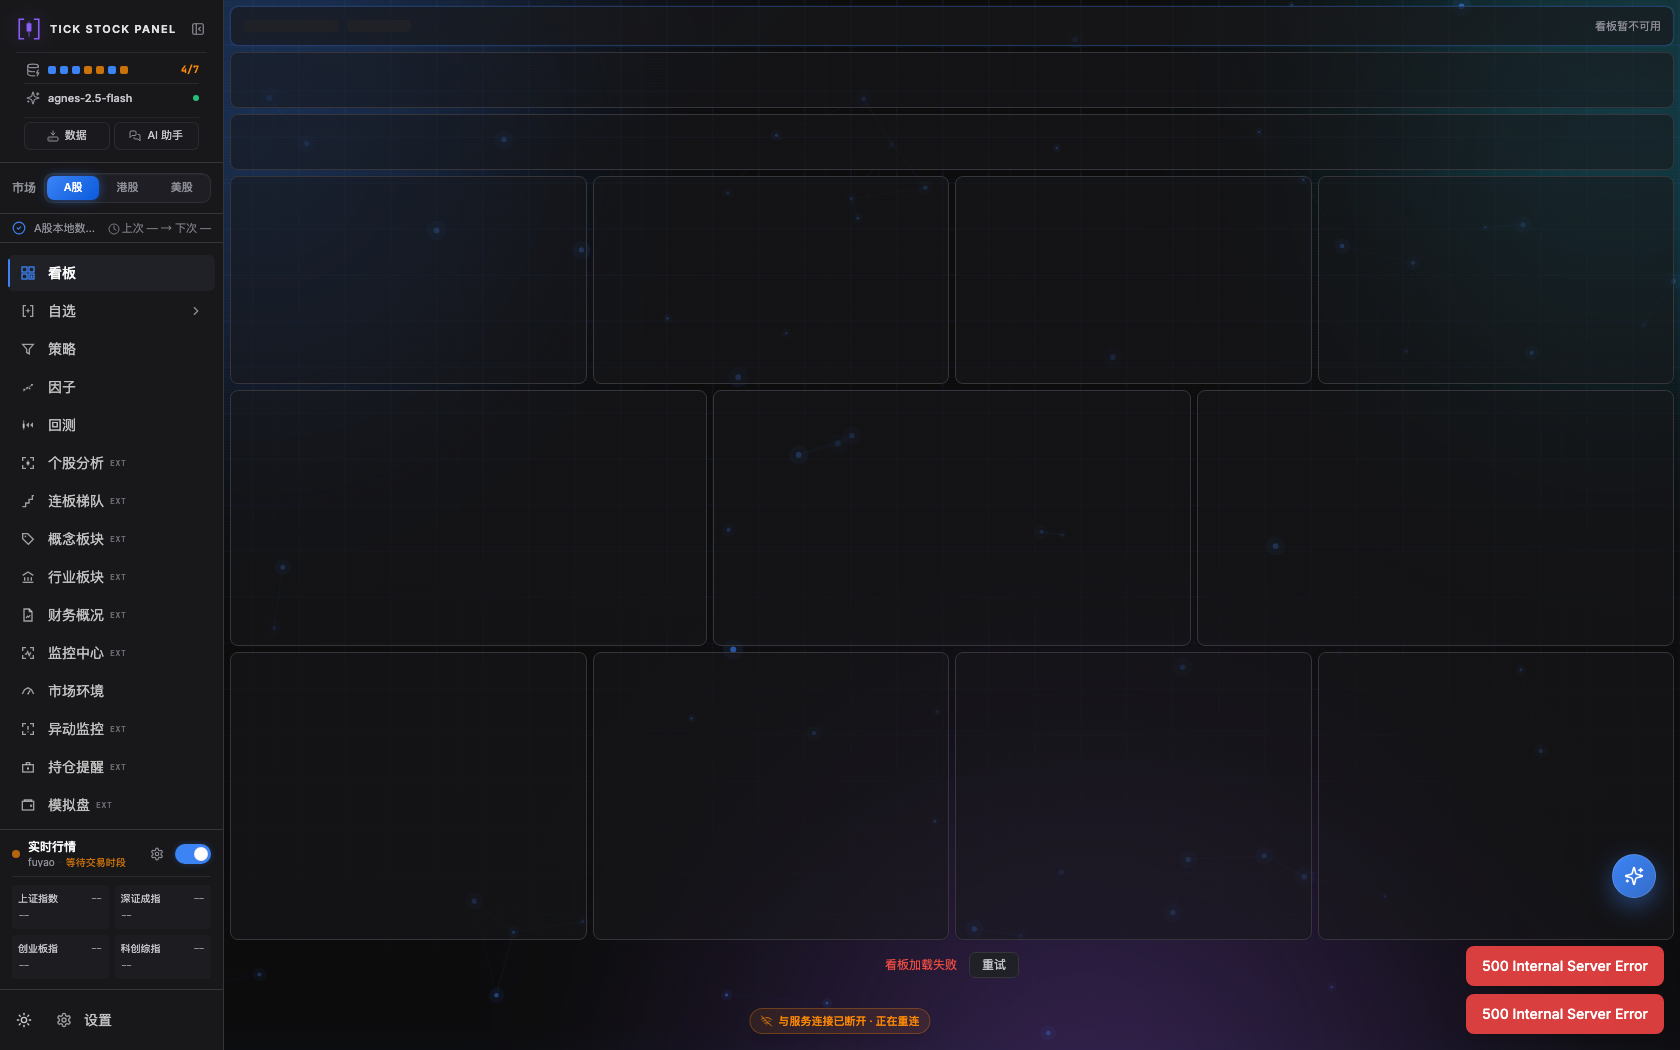 TICK STOCK PANEL
4/7
agnes-2.5-flash
数据
AI 助手
市场
A股
港股
美股
A股本地数...
上次 — → 下次 —
看板
自选
策略
因子
回测
个股分析 EXT
连板梯队 EXT
概念板块 EXT
行业板块 EXT
财务概况 EXT
监控中心 EXT
市场环境
异动监控 EXT
持仓提醒 EXT
模拟盘 EXT
实时行情
fuyao 等待交易时段
上证指数 --
--
深证成指 --
--
创业板指 --
--
科创综指 --
--
设置
看板暂不可用
看板加载失败
重试
与服务连接已断开 · 正在重连
500 Internal Server Error
500 Internal Server Error